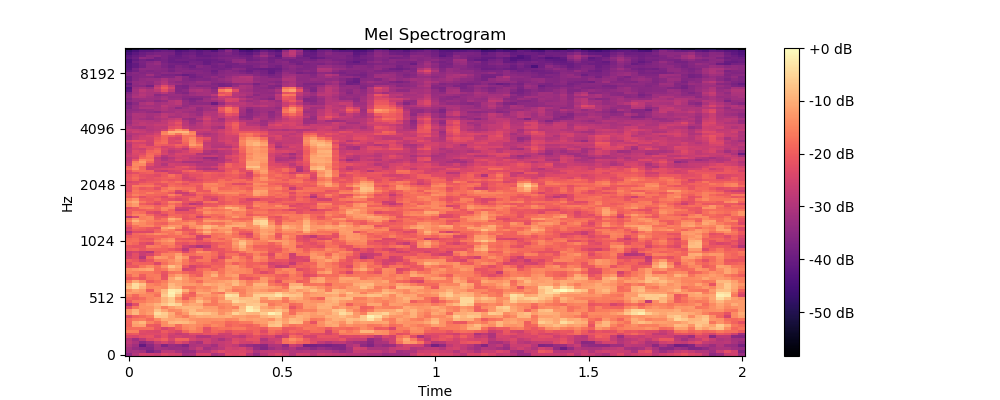 Mel Spectrogram
Hz
8192
4096
2048
1024
512
0
0
0.5
1
1.5
2
Time
+0 dB
-10 dB
-20 dB
-30 dB
-40 dB
-50 dB